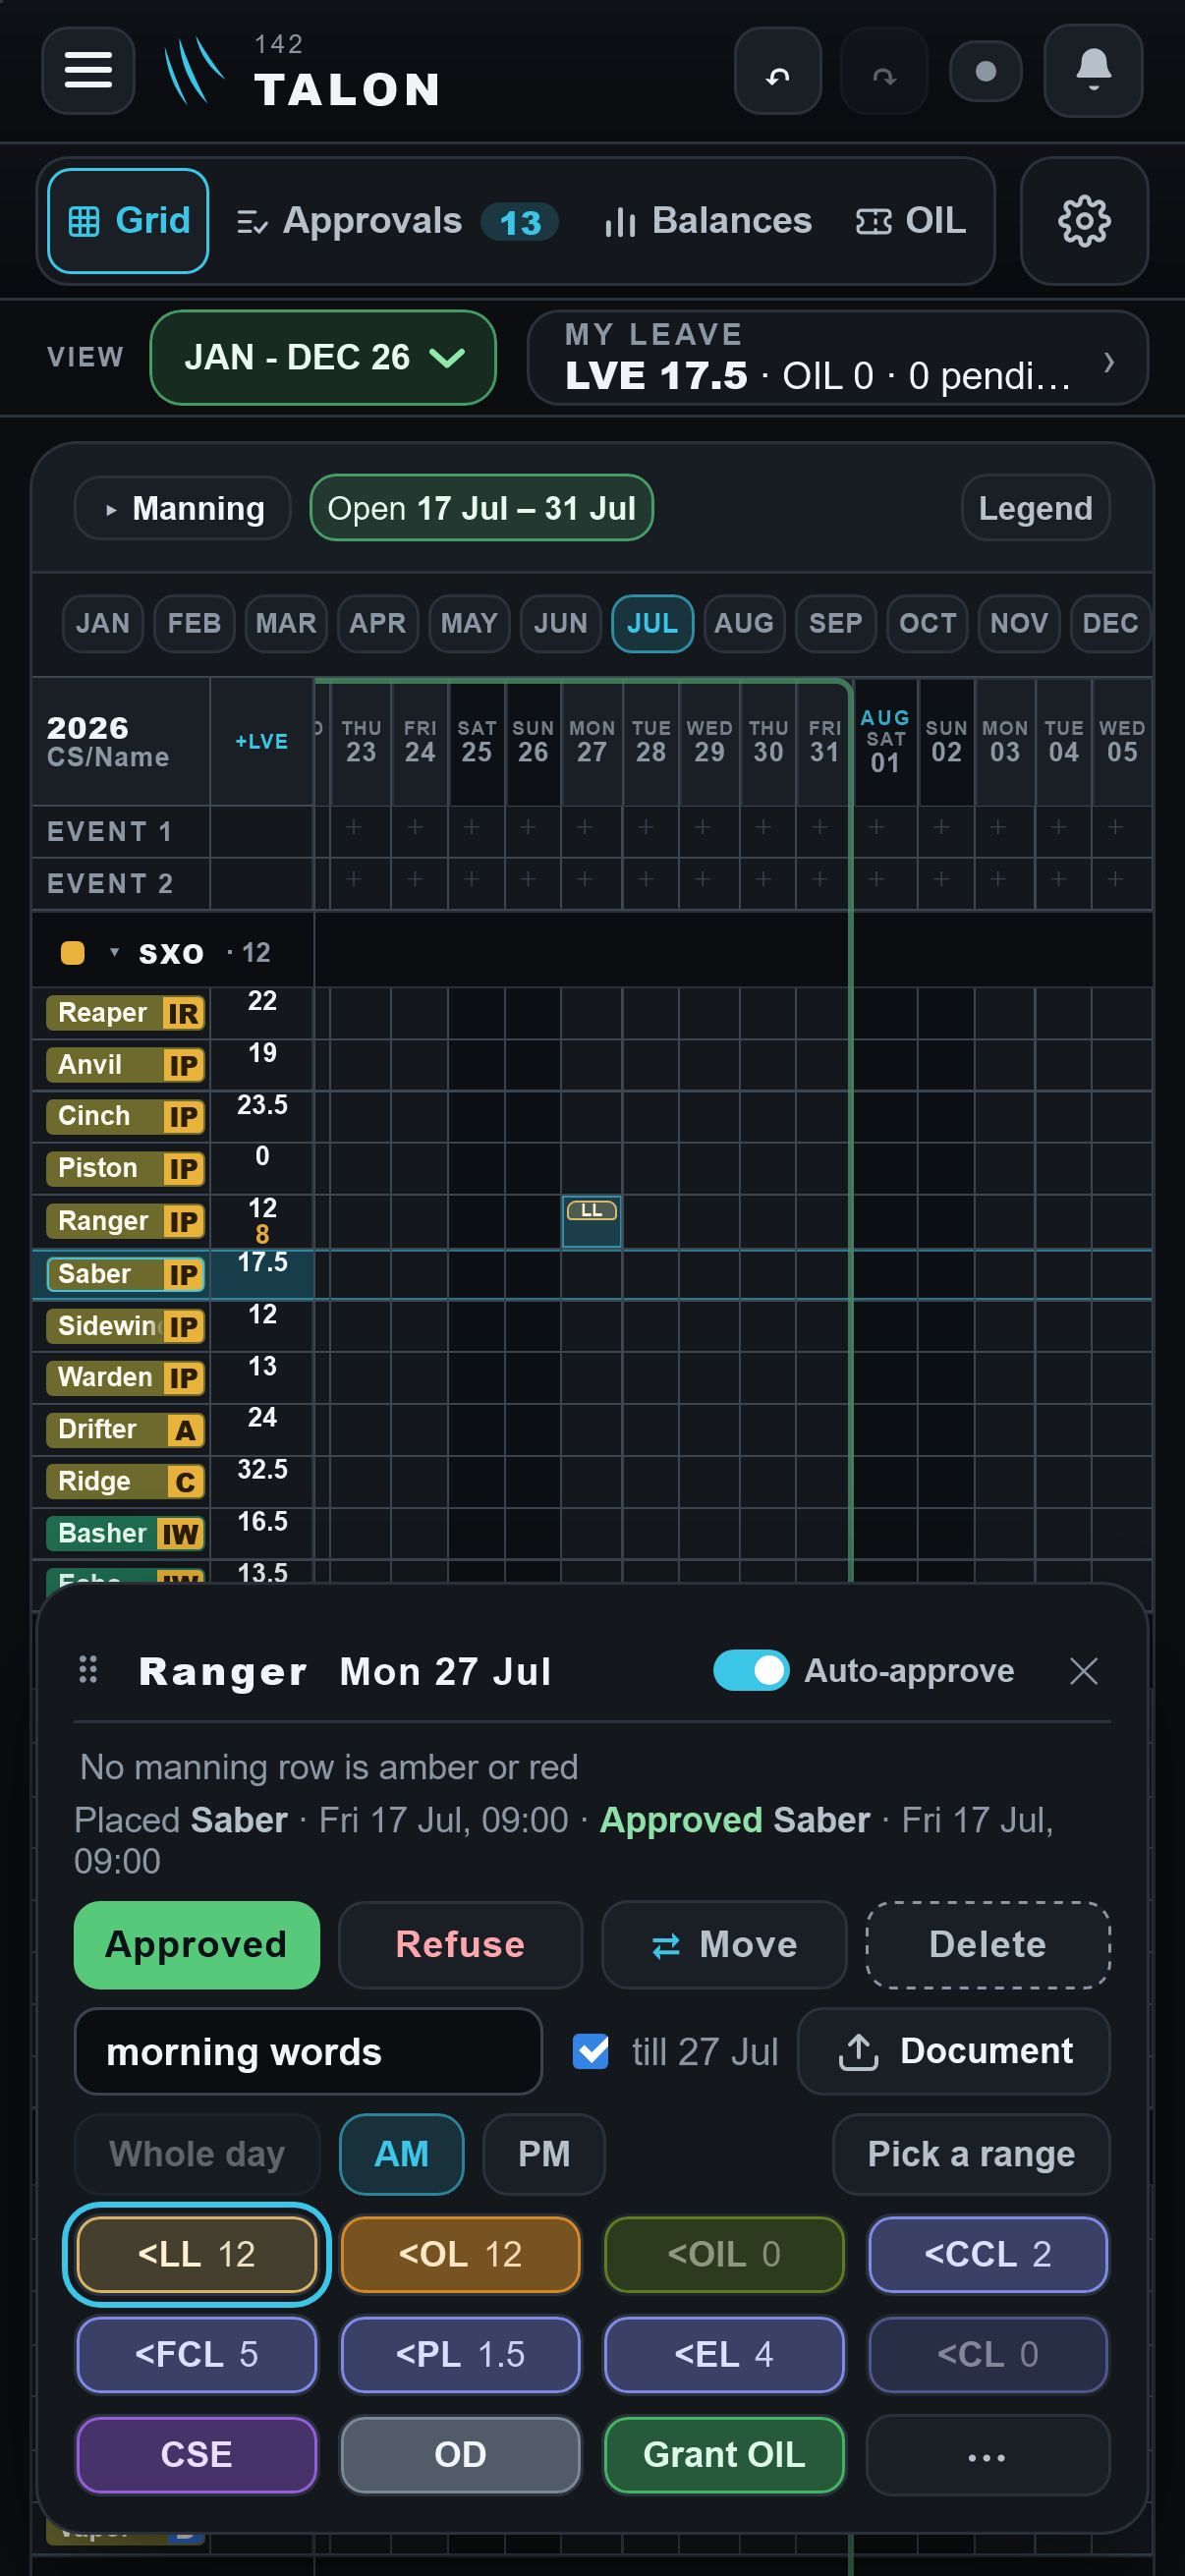 142
TALON
Grid Approvals 13 Balances OIL
VIEW JAN - DEC 26
MY LEAVE
LVE 17.5 · OIL 0 · 0 pendi…
Manning Open 17 Jul – 31 Jul Legend
JAN FEB MAR APR MAY JUN JUL AUG SEP OCT NOV DEC
2026
CS/Name
+LVE
THU 23
FRI 24
SAT 25
SUN 26
MON 27
TUE 28
WED 29
THU 30
FRI 31
AUG SAT 01
SUN 02
MON 03
TUE 04
WED 05
EVENT 1 + + + + + + + + + + + + + +
EVENT 2 + + + + + + + + + + + + + +
SXO · 12
Reaper IR 22
Anvil IP 19
Cinch IP 23.5
Piston IP 0
Ranger IP 12 8 LL
Saber IP 17.5
Sidewin IP 12
Warden IP 13
Drifter A 24
Ridge C 32.5
Basher IW 16.5
13.5
Ranger Mon 27 Jul Auto-approve
No manning row is amber or red
Placed Saber · Fri 17 Jul, 09:00 · Approved Saber · Fri 17 Jul,
09:00
Approved Refuse Move Delete
morning words till 27 Jul Document
Whole day AM PM Pick a range
<LL 12 <OL 12 <OIL 0 <CCL 2
<FCL 5 <PL 1.5 <EL 4 <CL 0
CSE OD Grant OIL ...